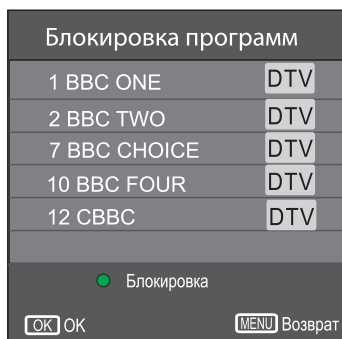 Блокировка программ
1 BBC ONE DTV
2 BBC TWO DTV
7 BBC CHOICE DTV
10 BBC FOUR DTV
12 CBBC DTV
Блокировка
OK OK MENU Возврат